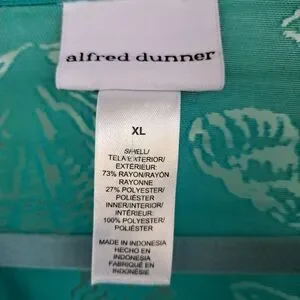 alfred dunner
XL
SHELL/
TELA EXTERIOR/
EXTÉRIEUR:
73% RAYON/RAYÓN
RAYONNE
27% POLYESTER/
POLIÉSTER
INNER/INTERIOR/
INTÉRIEUR:
100% POLYESTER/
POLIÉSTER
MADE IN INDONESIA
HECHO EN
INDONESIA
FABRIQUÉ EN
INDONÉSIE